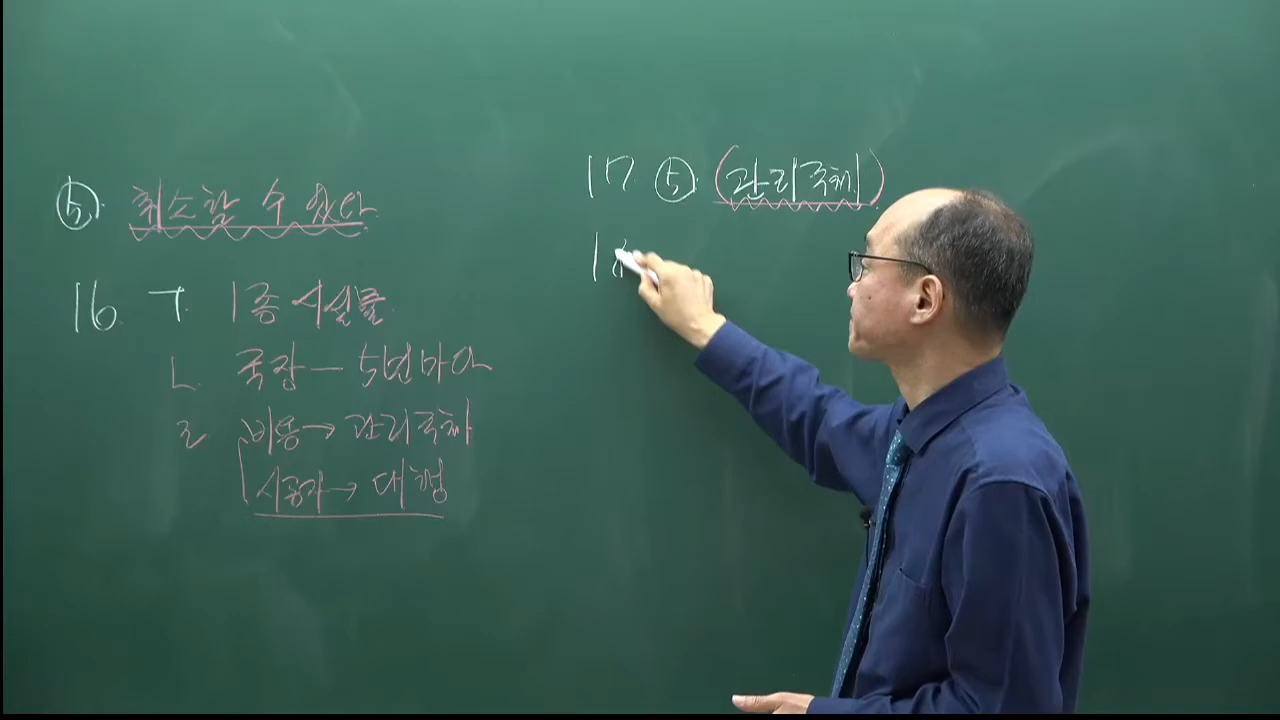 ⑤ 취소할 수 있다
16 ㄱ 1종시설물
ㄴ 국장 - 5년마다
ㄹ 비용→관리주체
시공자→대행
17 ⑤ (관리주체)
1